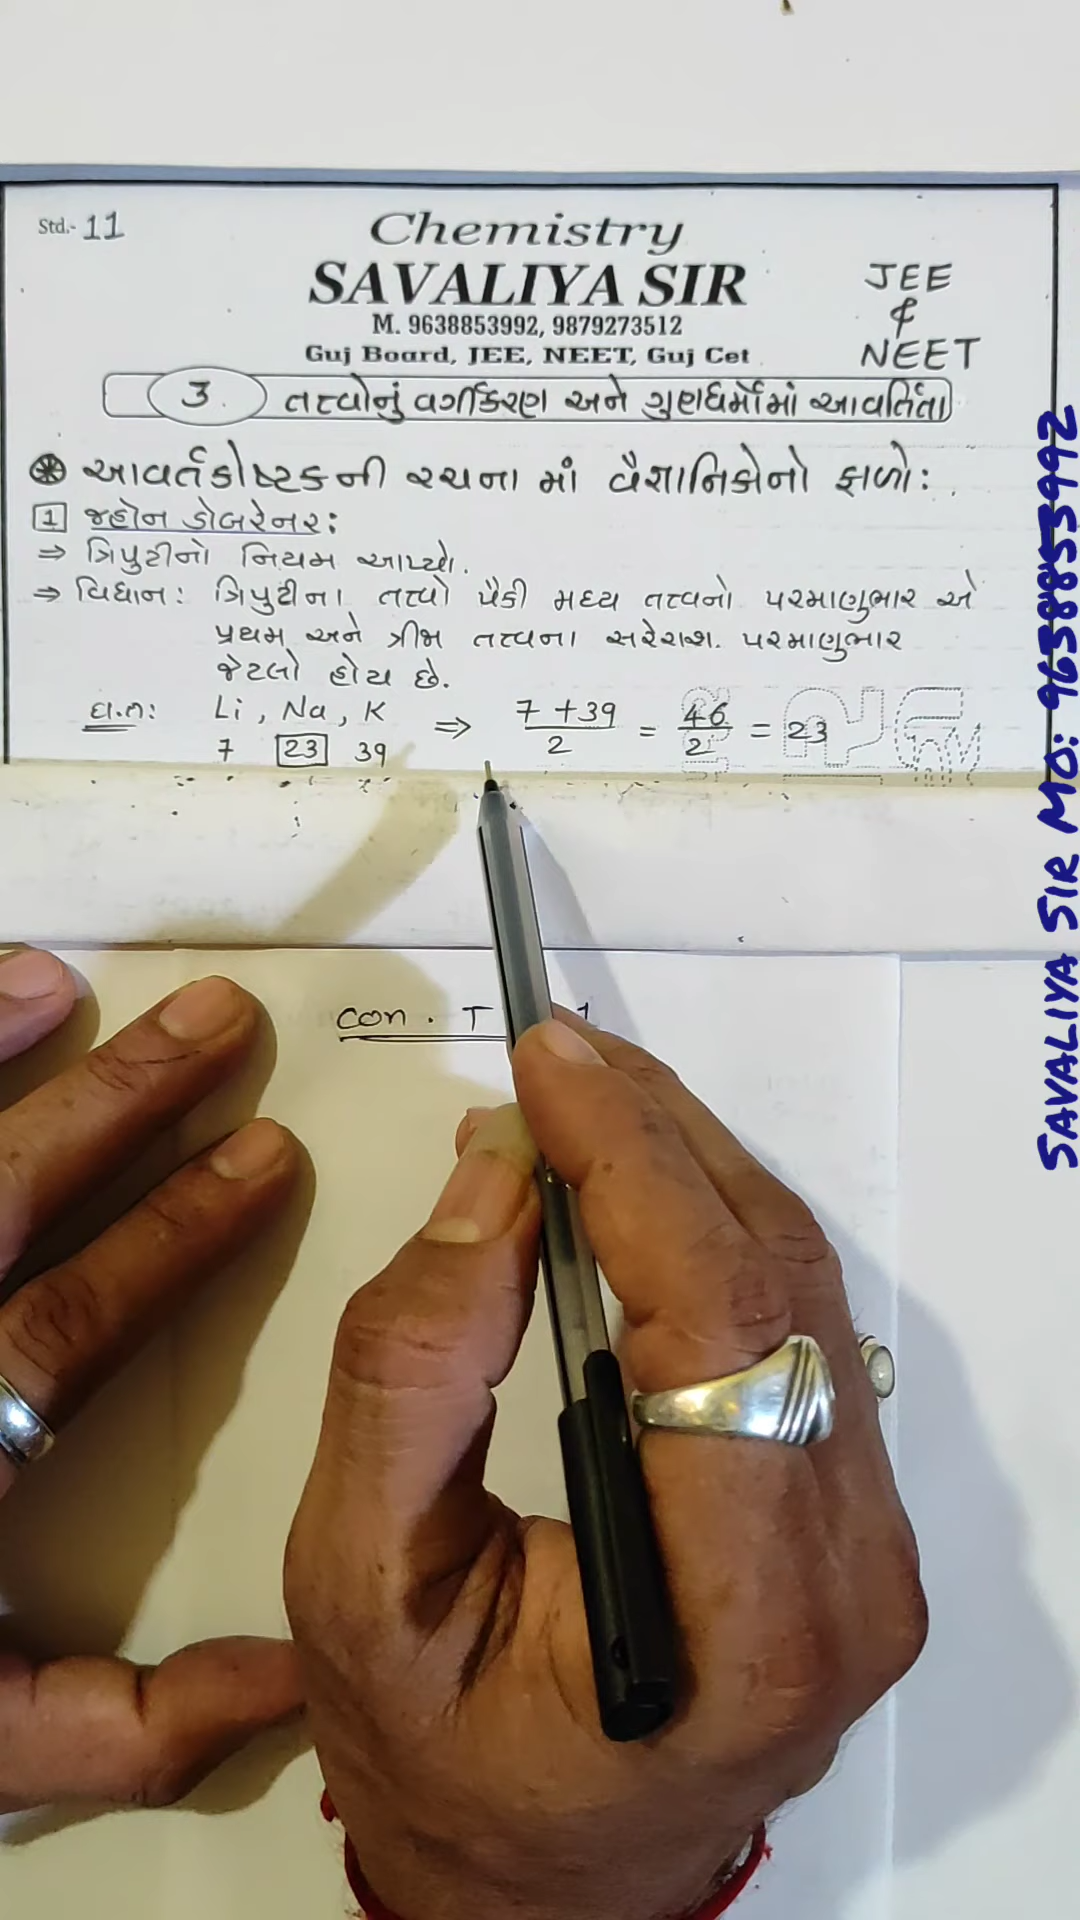 Std.- 11
Chemistry
SAVALIYA SIR
M. 9638853992, 9879273512
Guj Board, JEE, NEET, Guj Cet
JEE
&
NEET
3. તત્વોનું વર્ગીકરણ અને ગુણધર્મોમાં આવર્તિતા
આવર્તકોષ્ટકની રચના માં વૈજ્ઞાનિકોનો ફાળો:
1 જ્હોન ડોબરેનર:
⇒ ત્રિપુટીનો નિયમ આપ્યો.
⇒ વિધાન: ત્રિપુટીના તત્વો પૈકી મધ્ય તત્વનો પરમાણુભાર એ
પ્રથમ અને ત્રીજા તત્વના સરેરાશ પરમાણુભાર
જેટલો હોય છે.
દા.ત: Li, Na, K ⇒ 7 + 39 / 2 = 46 / 2 = 23
7 23 39
con. T 1
SAVALIYA SIR MO: 9638853992